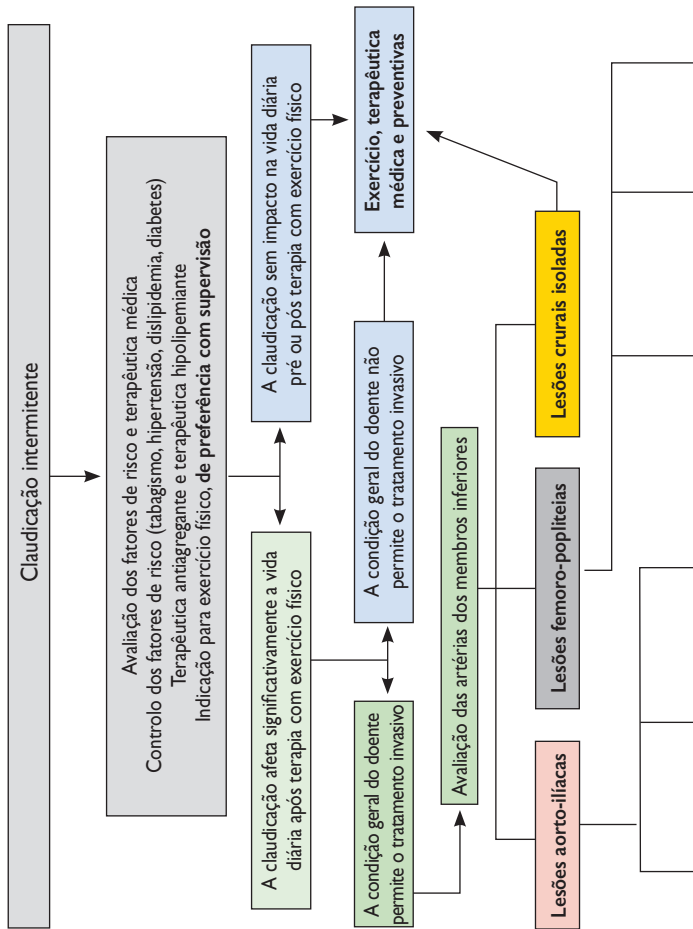 Claudicação intermitente
Avaliação dos fatores de risco e terapêutica médica
Controlo dos fatores de risco (tabagismo, hipertensão, dislipidemia, diabetes)
Terapêutica antiagregante e terapêutica hipolipemiante
Indicação para exercício físico, de preferência com supervisão
A claudicação afeta significativamente a vida
diária após terapia com exercício físico
A claudicação sem impacto na vida diária
pré ou pós terapia com exercício físico
A condição geral do doente
permite o tratamento invasivo
A condição geral do doente não
permite o tratamento invasivo
Exercício, terapêutica
médica e preventivas
Avaliação das artérias dos membros inferiores
Lesões aorto-ilíacas
Lesões femoro-popliteias
Lesões crurais isoladas